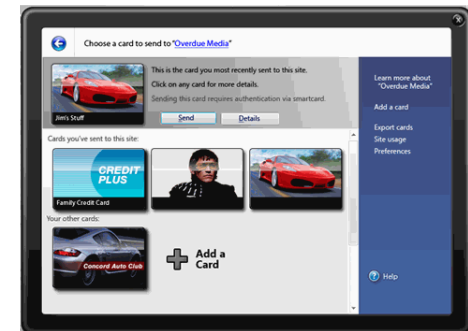 Choose a card to send to "Overdue Media"
This is the card you most recently sent to this site.
Click on any card for more details.
Sending this card requires authentication via smartcard.
Jim's Stuff
Send
Details
Cards you've sent to this site:
CREDIT
PLUS
Family Credit Card
Your other cards:
Concord Auto Club
Add a
Card
Learn more about
"Overdue Media"
Add a card
Export cards
Site usage
Preferences
Help